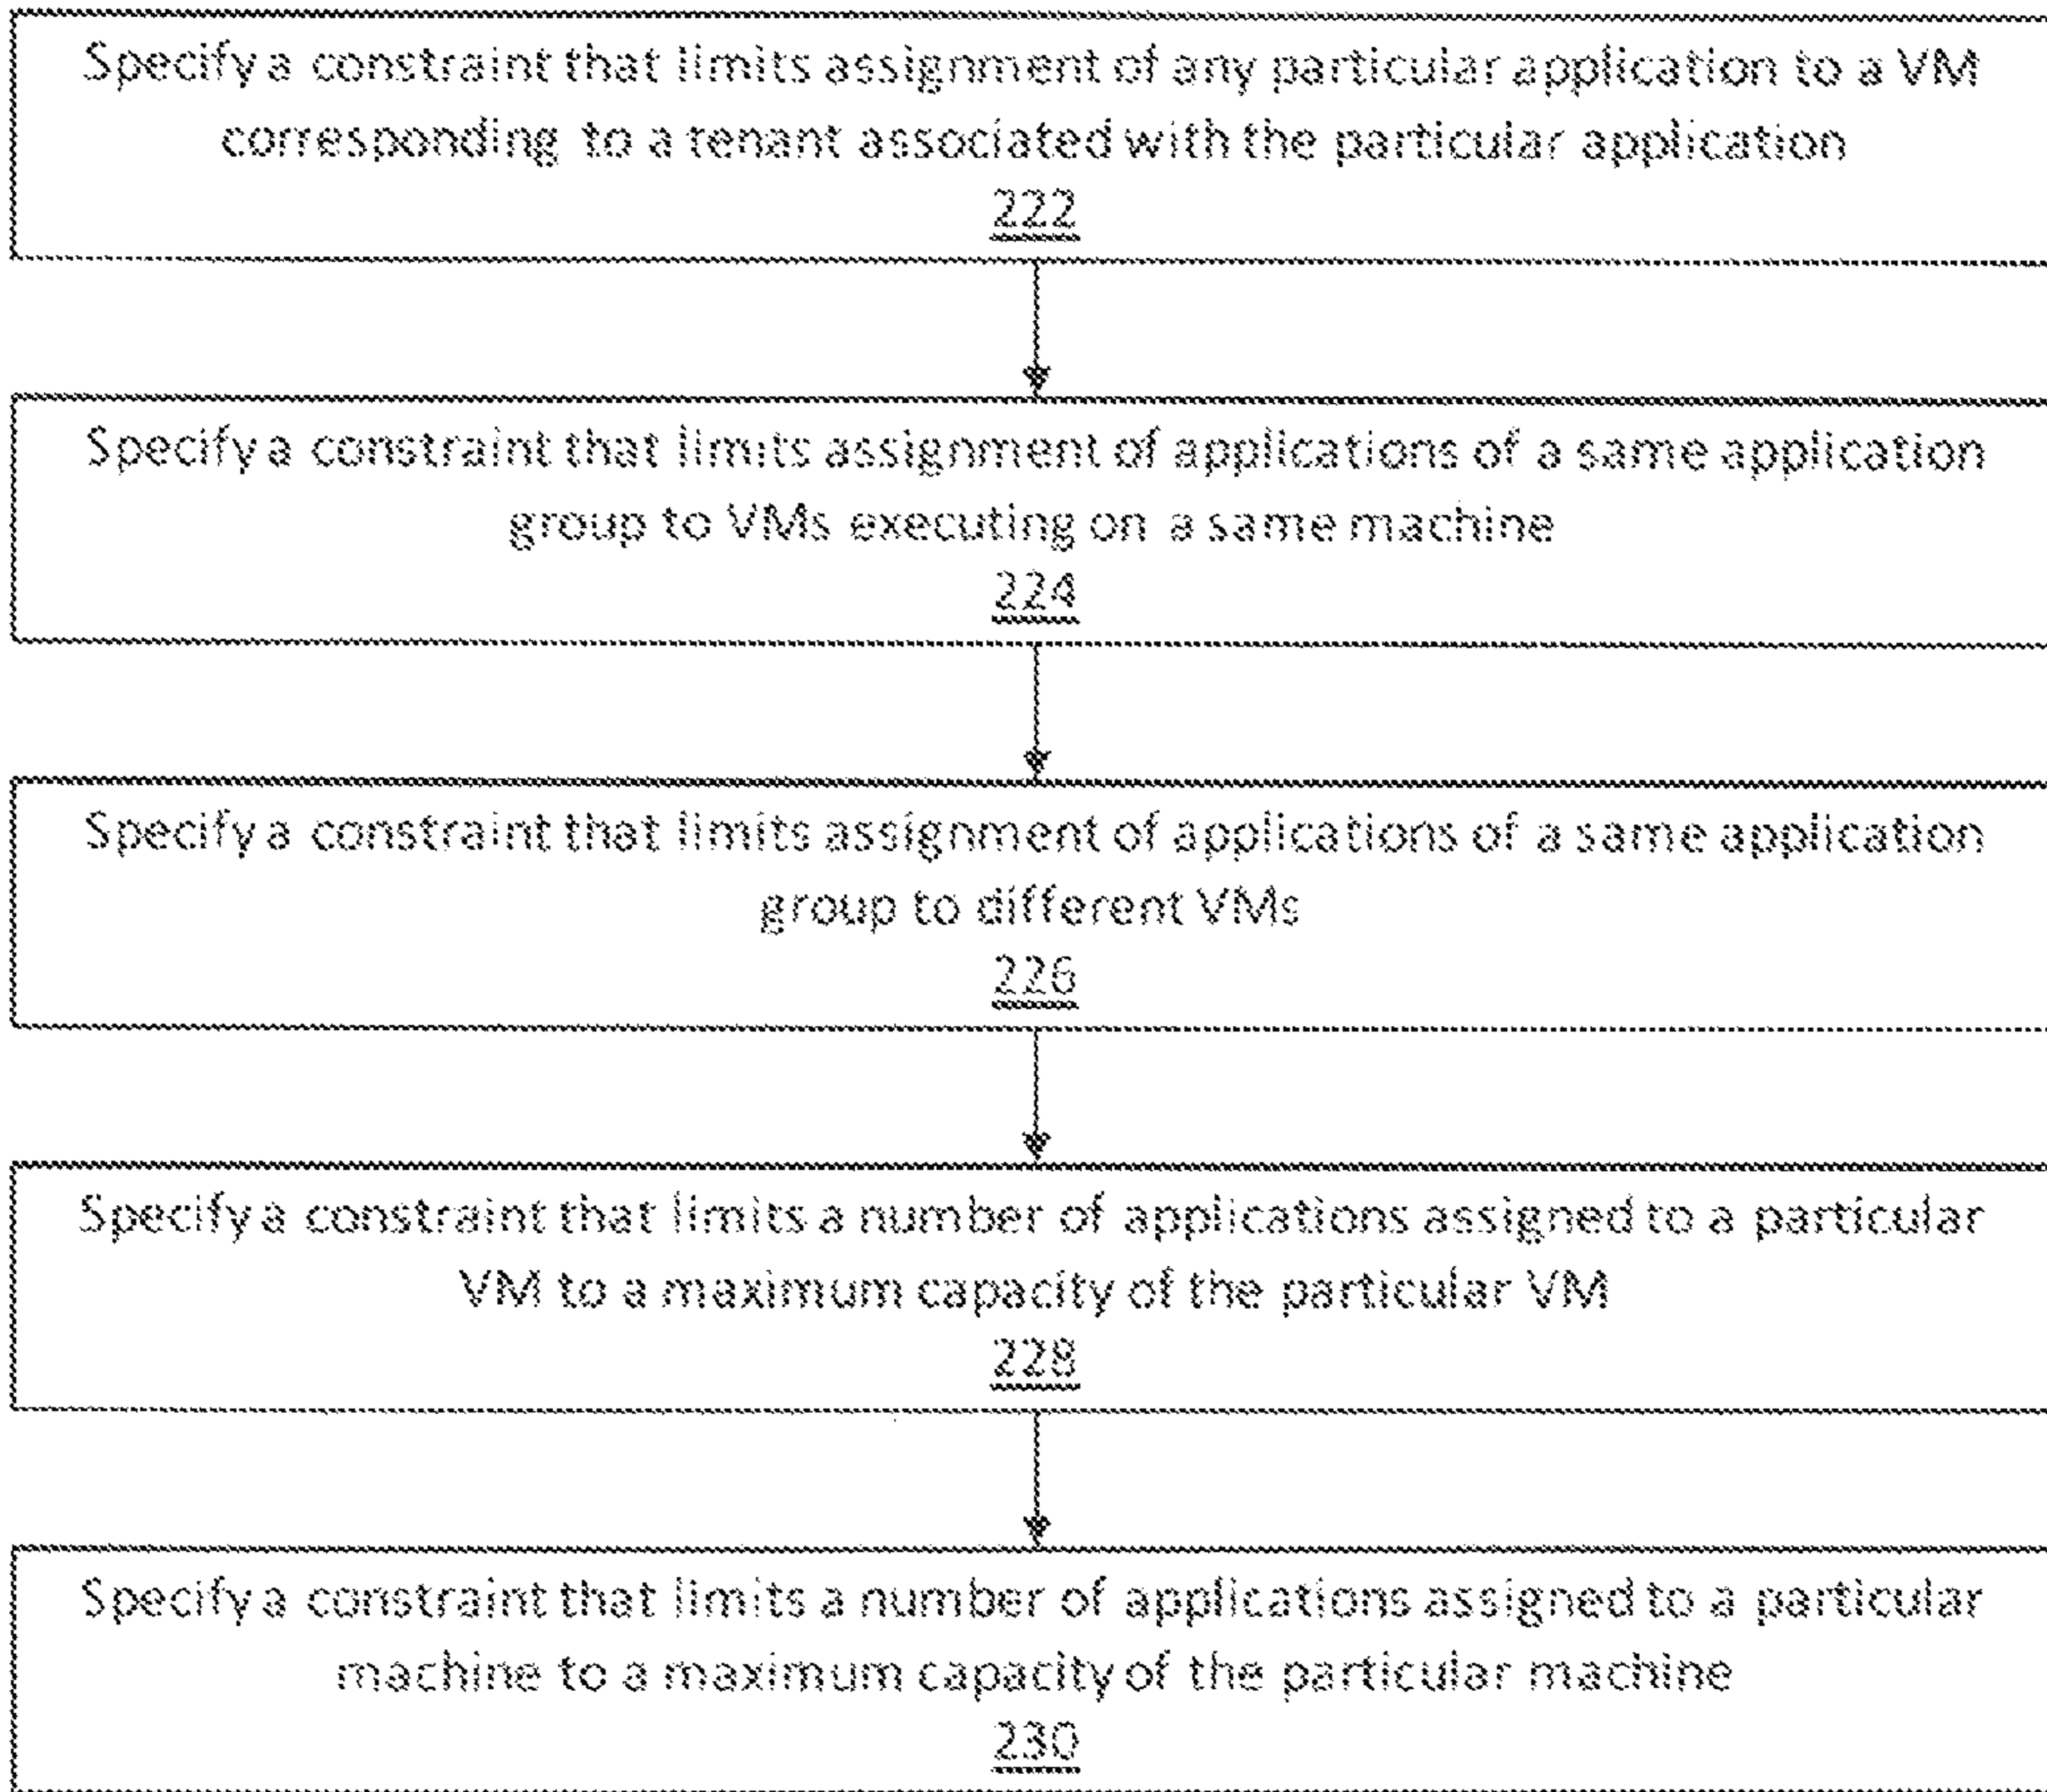 Specify a constraint that limits assignment of any particular application to a VM
corresponding to a tenant associated with the particular application
222
Specify a constraint that limits assignment of applications of a same application
group to VMs executing on a same machine
224
Specify a constraint that limits assignment of applications of a same application
group to different VMs
226
Specify a constraint that limits a number of applications assigned to a particular
VM to a maximum capacity of the particular VM
228
Specify a constraint that limits a number of applications assigned to a particular
machine to a maximum capacity of the particular machine
230